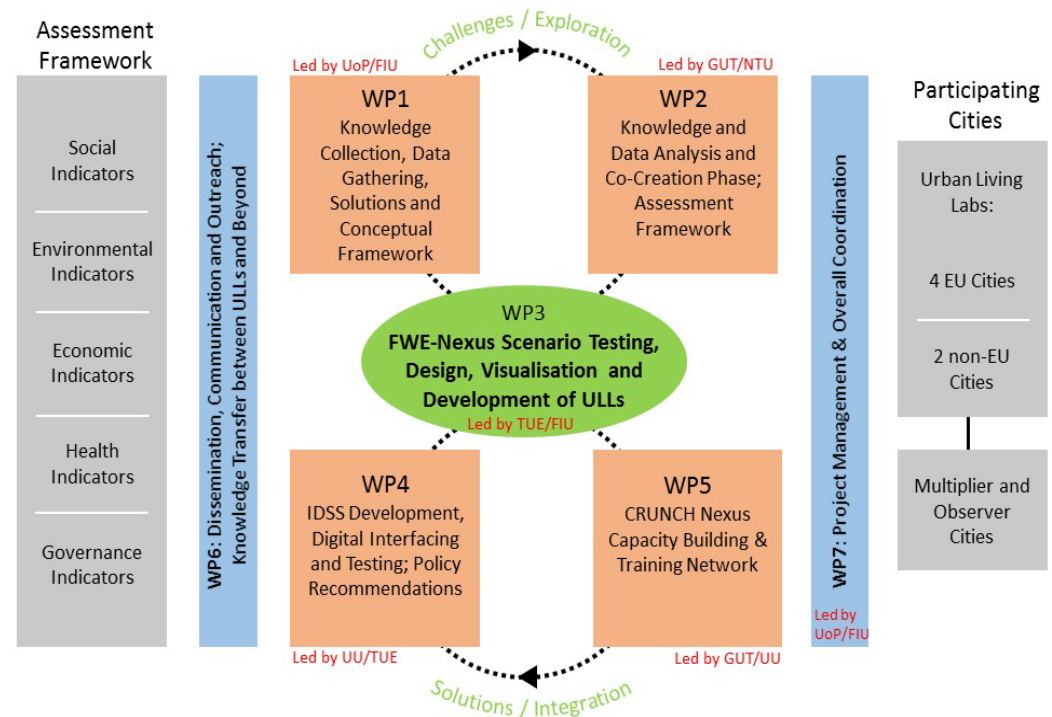 Assessment
Framework
Social
Indicators
Environmental
Indicators
Economic
Indicators
Health
Indicators
Governance
Indicators
WP6: Dissemination, Communication and Outreach;
Knowledge Transfer between ULLs and Beyond
Challenges / Exploration
Led by UoP/FIU
WP1
Knowledge
Collection, Data
Gathering,
Solutions and
Conceptual
Framework
Led by GUT/NTU
WP2
Knowledge and
Data Analysis and
Co-Creation Phase;
Assessment
Framework
WP3
FWE-Nexus Scenario Testing,
Design, Visualisation and
Development of ULLs
Led by TUE/FIU
WP4
IDSS Development,
Digital Interfacing
and Testing; Policy
Recommendations
Led by UU/TUE
WP5
CRUNCH Nexus
Capacity Building &
Training Network
Led by GUT/UU
Solutions / Integration
WP7: Project Management & Overall Coordination
Led by
UoP/FIU
Participating
Cities
Urban Living
Labs:
4 EU Cities
2 non-EU
Cities
Multiplier and
Observer
Cities